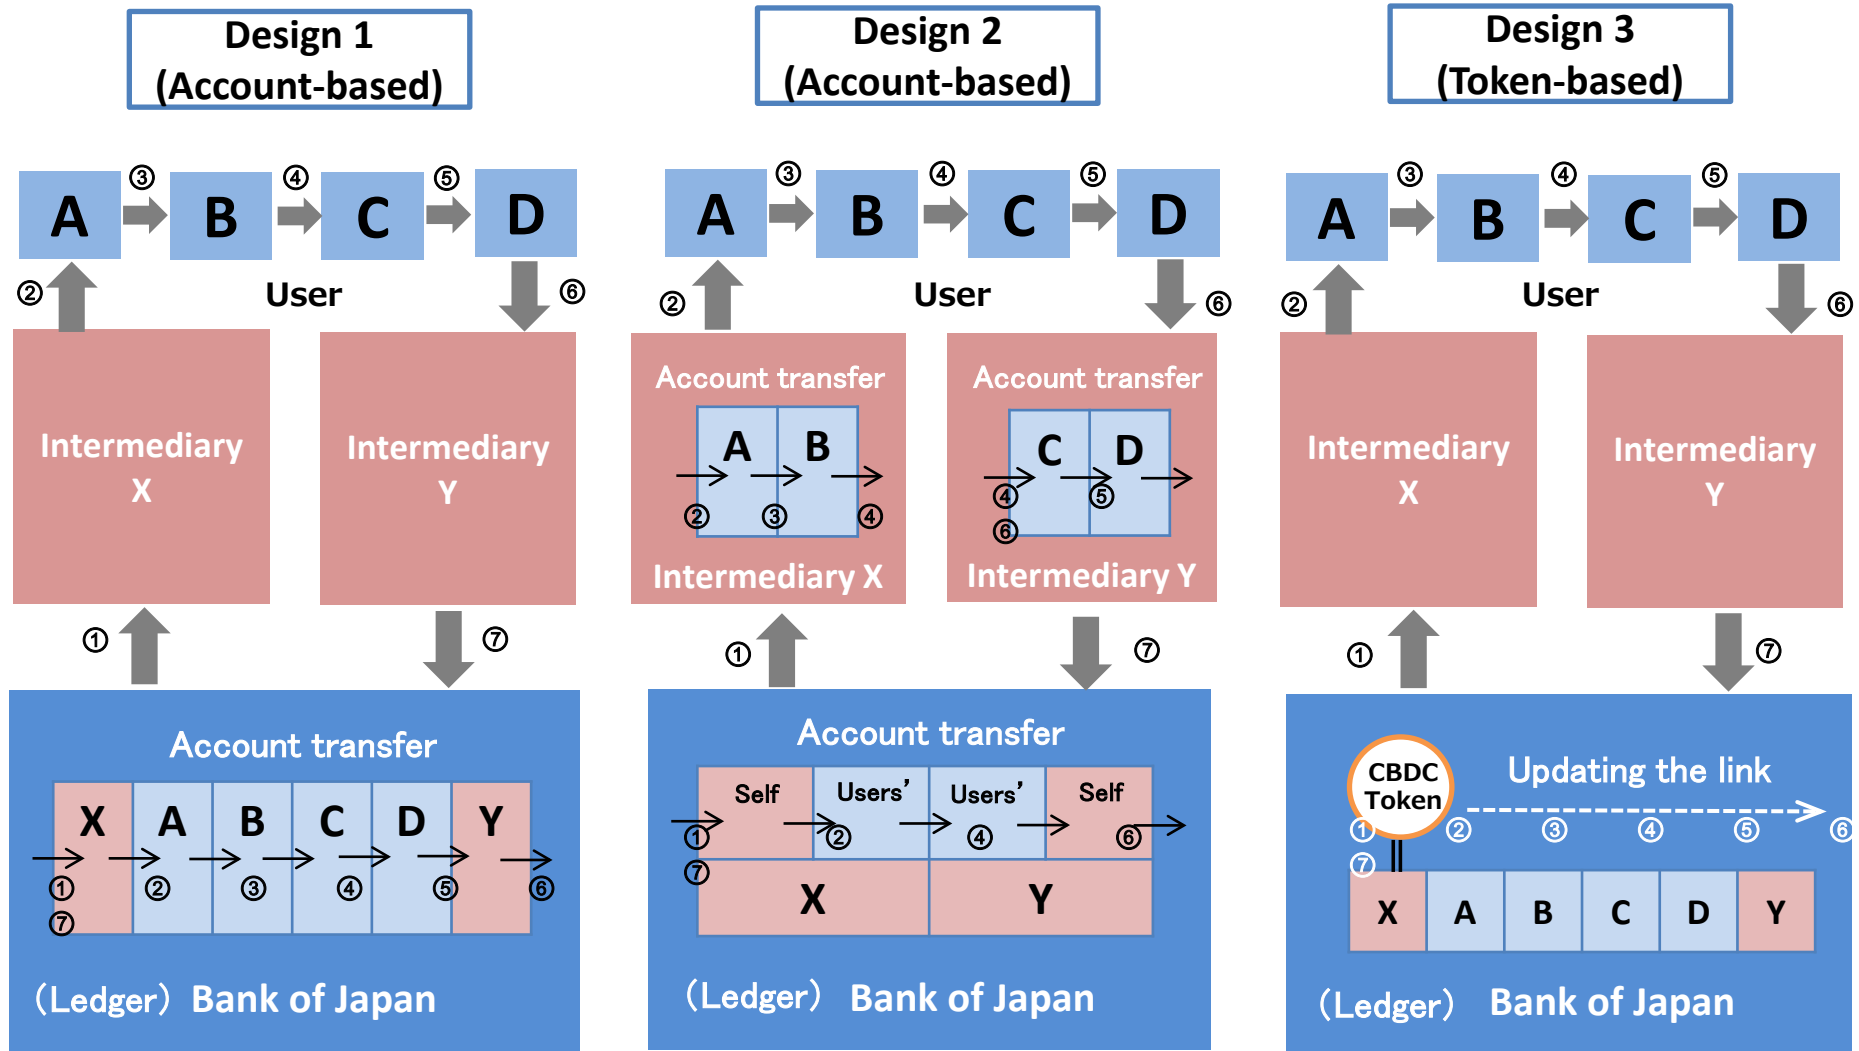 Design 1
(Account-based)
③ ④ ⑤
A B C D
② User ⑥
Intermediary
X
Intermediary
Y
① ⑦
Account transfer
X A B C D Y
① ② ③ ④ ⑤ ⑥
⑦
（Ledger） Bank of Japan
Design 2
(Account-based)
③ ④ ⑤
A B C D
② User ⑥
Account transfer
A B
② ③ ④
Intermediary X
Account transfer
C D
④ ⑤
⑥
Intermediary Y
① ⑦
Account transfer
Self Users’ Users’ Self
① ② ④ ⑥
⑦
X Y
（Ledger） Bank of Japan
Design 3
(Token-based)
③ ④ ⑤
A B C D
② User ⑥
Intermediary
X
Intermediary
Y
① ⑦
CBDC
Token
Updating the link
① ② ③ ④ ⑤ ⑥
⑦
X A B C D Y
（Ledger） Bank of Japan